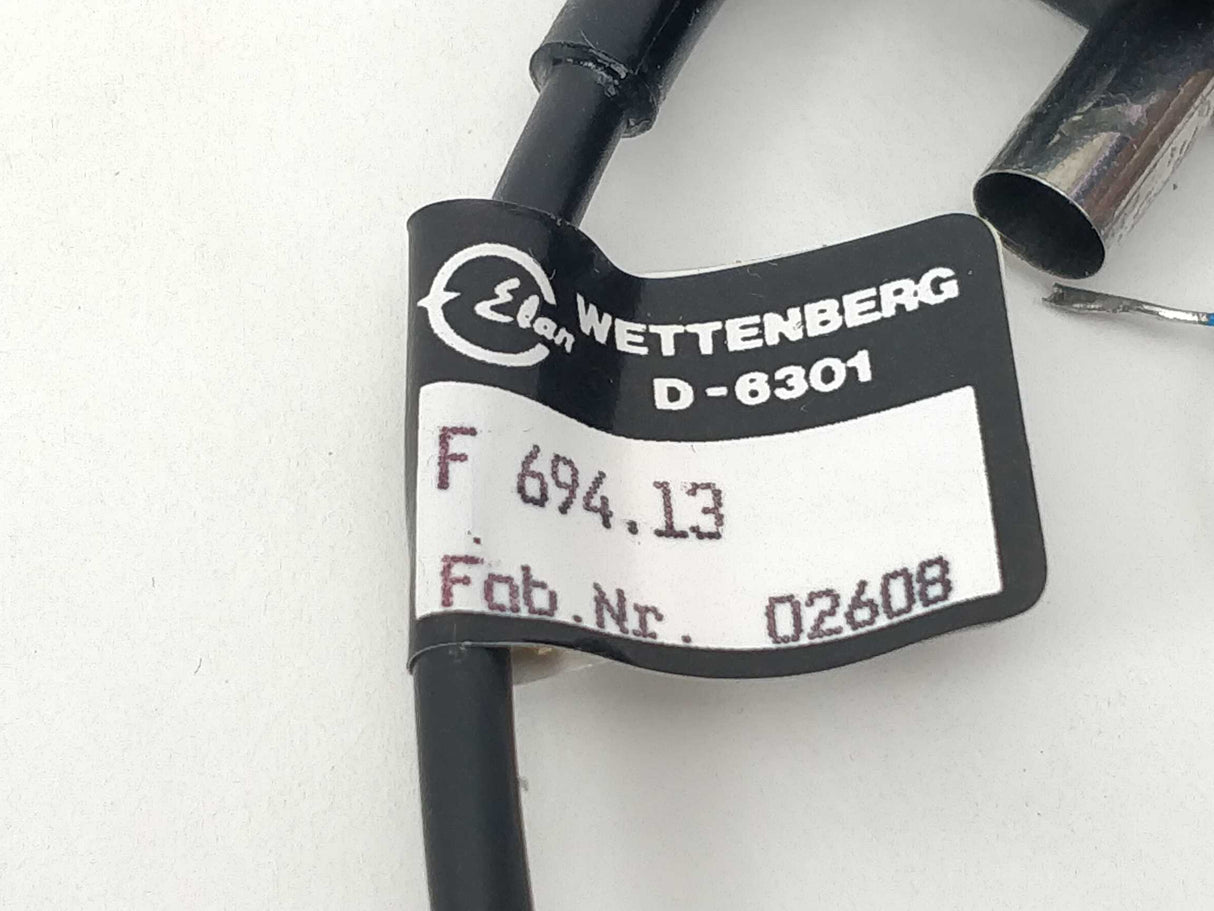 Elan WETTENBERG
D-6301
F 694.13
Fab.Nr. 02608